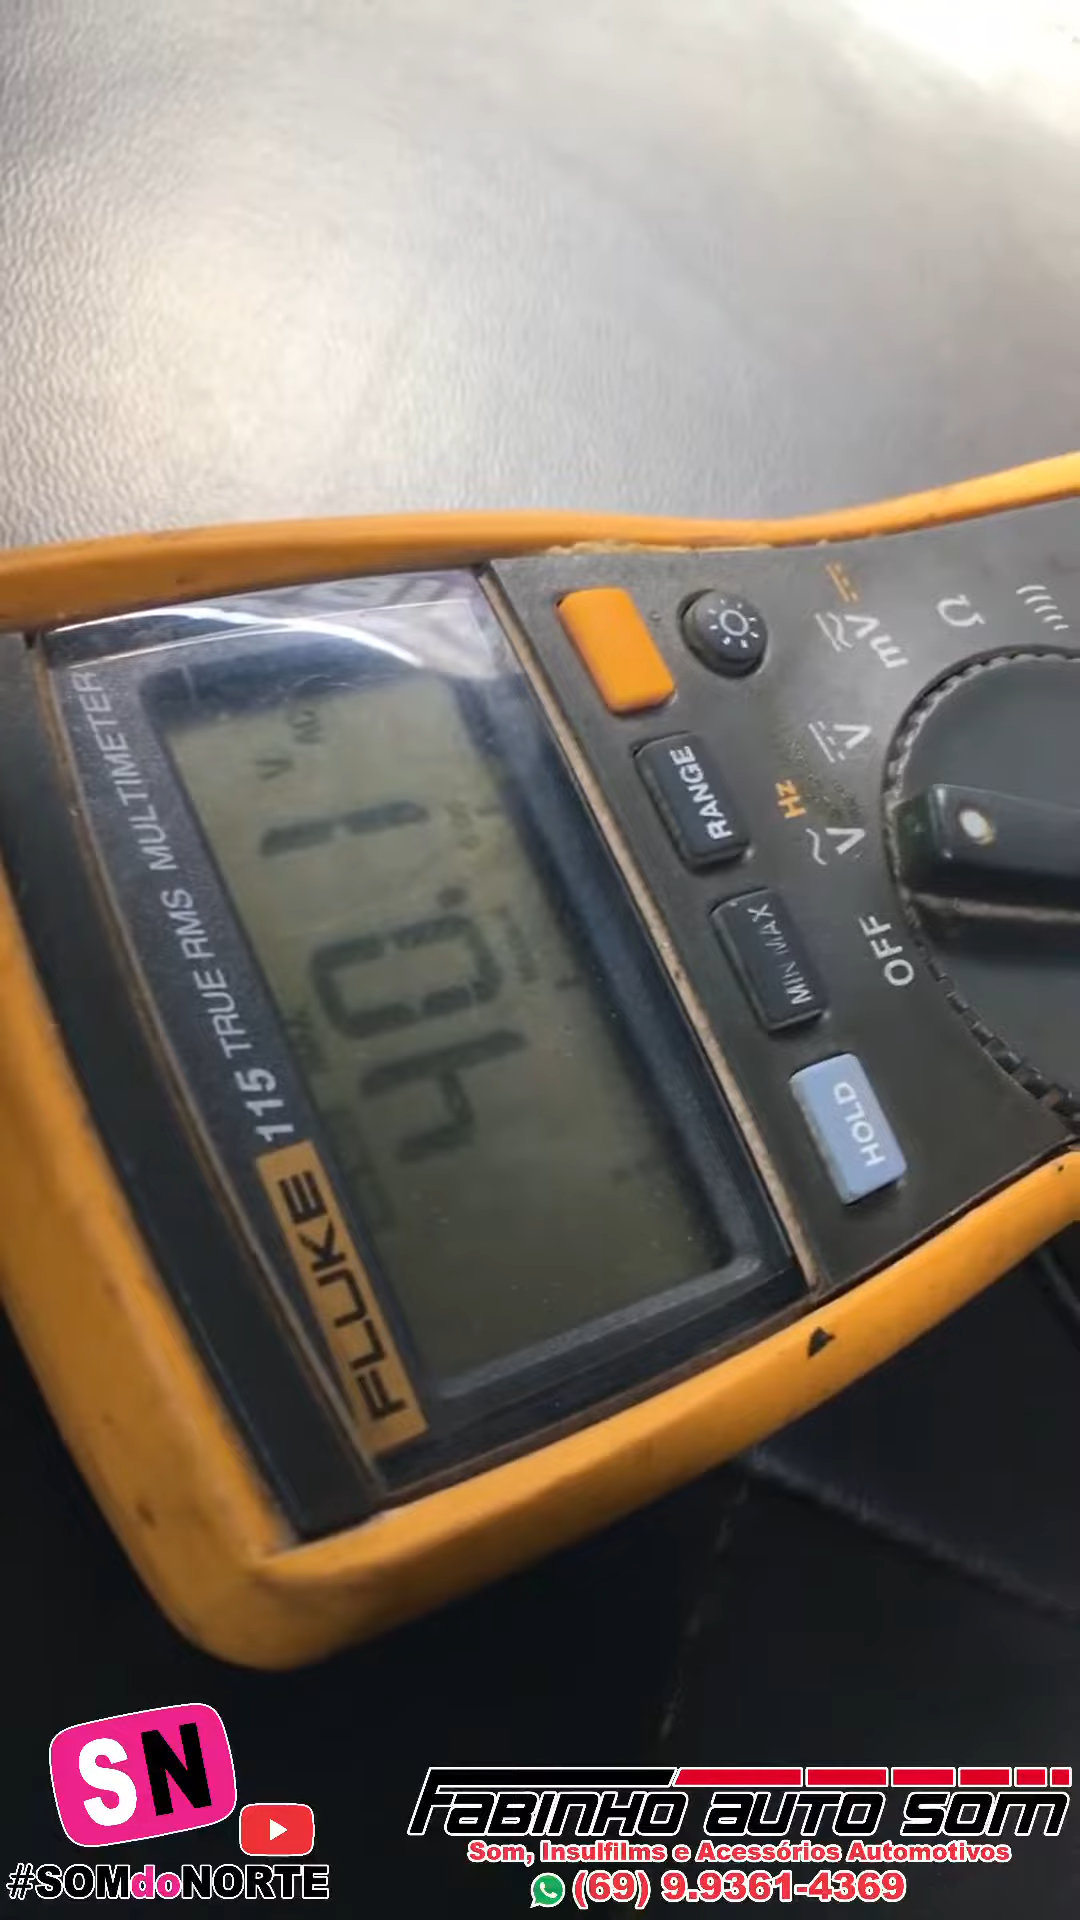 115 TRUE RMS MULTIMETER
FLUKE
V
AC
40.1
RANGE
MIN MAX
HOLD
mV
Ω
V
Hz
V
OFF
SN
#SOMdoNORTE
FABINHO AUTO SOM
Som, Insulfilms e Acessórios Automotivos
(69) 9.9361-4369